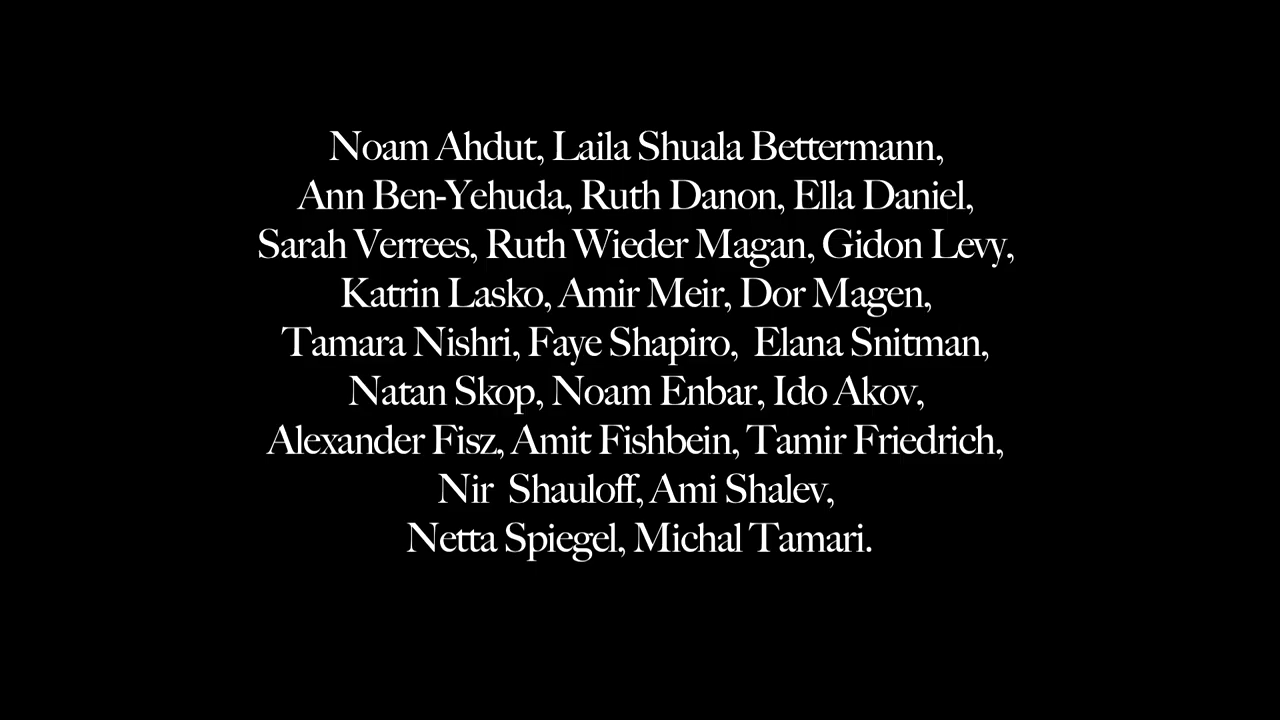 Noam Ahdut, Laila Shuala Bettermann,
Ann Ben-Yehuda, Ruth Danon, Ella Daniel,
Sarah Verrees, Ruth Wieder Magan, Gidon Levy,
Katrin Lasko, Amir Meir, Dor Magen,
Tamara Nishri, Faye Shapiro,  Elana Snitman,
Natan Skop, Noam Enbar, Ido Akov,
Alexander Fisz, Amit Fishbein, Tamir Friedrich,
Nir  Shauloff, Ami Shalev,
Netta Spiegel, Michal Tamari.